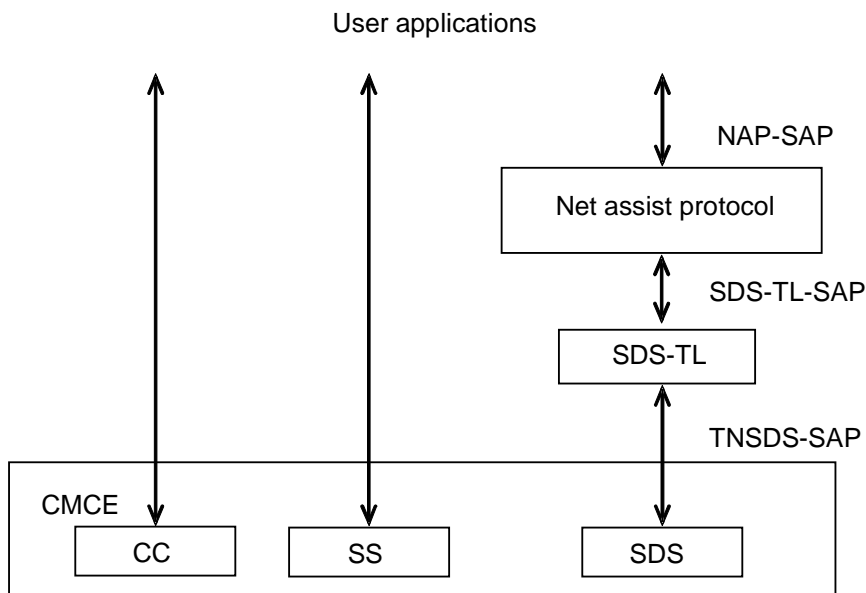 User applications
NAP-SAP
Net assist protocol
SDS-TL-SAP
SDS-TL
TNSDS-SAP
CMCE
CC
SS
SDS